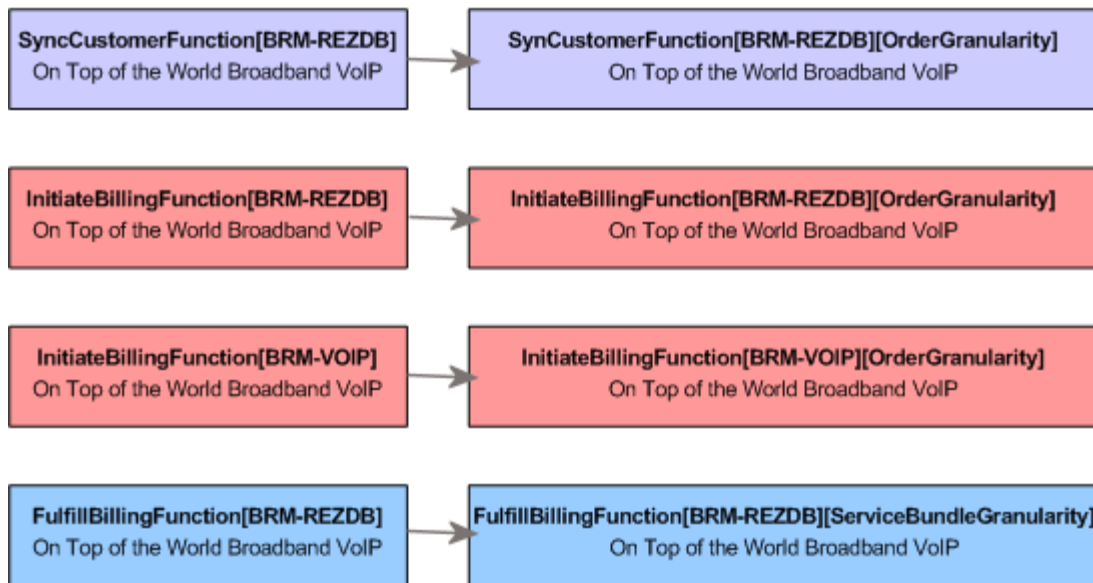 SyncCustomerFunction[BRM-REZDB]
On Top of the World Broadband VoIP
SynCustomerFunction[BRM-REZDB][OrderGranularity]
On Top of the World Broadband VoIP
InitiateBillingFunction[BRM-REZDB]
On Top of the World Broadband VoIP
InitiateBillingFunction[BRM-REZDB][OrderGranularity]
On Top of the World Broadband VoIP
InitiateBillingFunction[BRM-VOIP]
On Top of the World Broadband VoIP
InitiateBillingFunction[BRM-VOIP][OrderGranularity]
On Top of the World Broadband VoIP
FulfillBillingFunction[BRM-REZDB]
On Top of the World Broadband VoIP
FulfillBillingFunction[BRM-REZDB][ServiceBundleGranularity]
On Top of the World Broadband VoIP